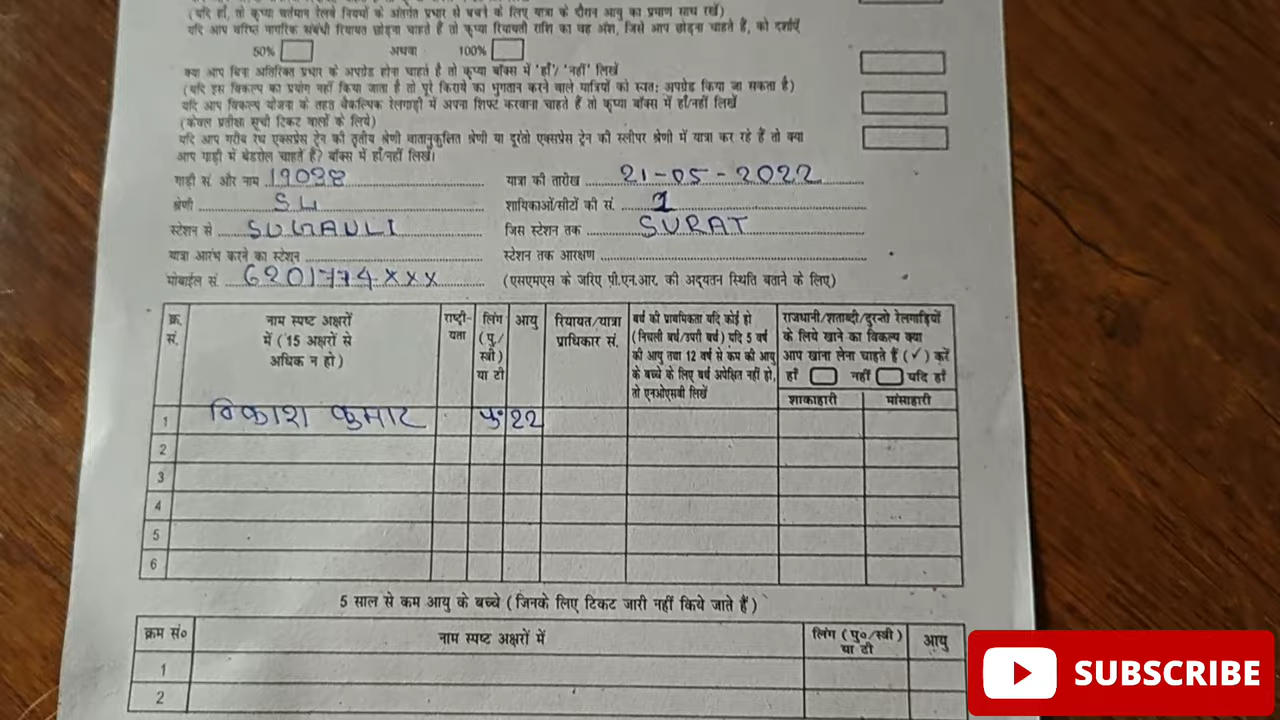 (यदि हाँ, तो कृप्या वर्तमान रेलवे नियमों के अंतर्गत प्रभार से बचने के लिए यात्रा के दौरान आयु का प्रमाण साथ रखें)
यदि आप वरिष्ठ नागरिक संबंधी रियायत छोड़ना चाहते हैं तो कृप्या रियायती राशि का वह अंश, जिसे आप छोड़ना चाहते हैं, को दर्शाएं
50% अथवा 100%
क्या आप बिना अतिरिक्त प्रभार के अपग्रेड होना चाहते है तो कृप्या बॉक्स में 'हाँ'/ 'नहीं' लिखें
(यदि इस विकल्प का प्रयोग नहीं किया जाता है तो पूरे किराये का भुगतान करने वाले यात्रियों को स्वतः अपग्रेड किया जा सकता है)
यदि आप विकल्प योजना के तहत वैकल्पिक रेलगाड़ी में अपना शिफ्ट करवाना चाहते हैं तो कृप्या बॉक्स में हाँ/नहीं लिखें
(केवल प्रतीक्षा सूची टिकट वालों के लिये)
यदि आप गरीब रथ एक्सप्रेस ट्रेन की तृतीय श्रेणी वातानुकूलित श्रेणी या दुरंतो एक्सप्रेस ट्रेन की स्लीपर श्रेणी में यात्रा कर रहे हैं तो क्या
आप गाड़ी में बेडरोल चाहतें हैं? बॉक्स में हाँ/नहीं लिखें।
गाड़ी सं. और नाम 19038 यात्रा की तारीख 21-05-2022
श्रेणी SL शायिकाओं/सीटों की सं. 1
स्टेशन से SUGAULI जिस स्टेशन तक SURAT
यात्रा आरंभ करने का स्टेशन स्टेशन तक आरक्षण
मोबाईल सं. 6201774xxx (एसएमएस के जरिए पी.एन.आर. की अद्यतन स्थिति बताने के लिए)
क्र. सं. नाम स्पष्ट अक्षरों में ('15 अक्षरों से अधिक न हो) राष्ट्री-यता लिंग (पु./स्त्री) या टी आयु रियायत/यात्रा प्राधिकार सं. बर्थ की प्राथमिकता यदि कोई हो (निचली बर्थ/उपरी बर्थ) यदि 5 वर्ष की आयु तथा 12 वर्ष से कम की आयु के बच्चे के लिए बर्थ अपेक्षित नहीं हो, तो एनओएसबी लिखें राजधानी/शताब्दी/दुरन्तो रेलगाड़ियों के लिये खाने का विकल्प क्या आप खाना लेना चाहते हैं (✓) करें
हाँ नहीं यदि हाँ
शाकाहारी मांसाहारी
1 विकाश कुमार पु॰ 22
2
3
4
5
6
5 साल से कम आयु के बच्चे (जिनके लिए टिकट जारी नहीं किये जाते हैं)
क्रम सं० नाम स्पष्ट अक्षरों में लिंग (पु०/स्त्री) या टी आयु
1
2
SUBSCRIBE